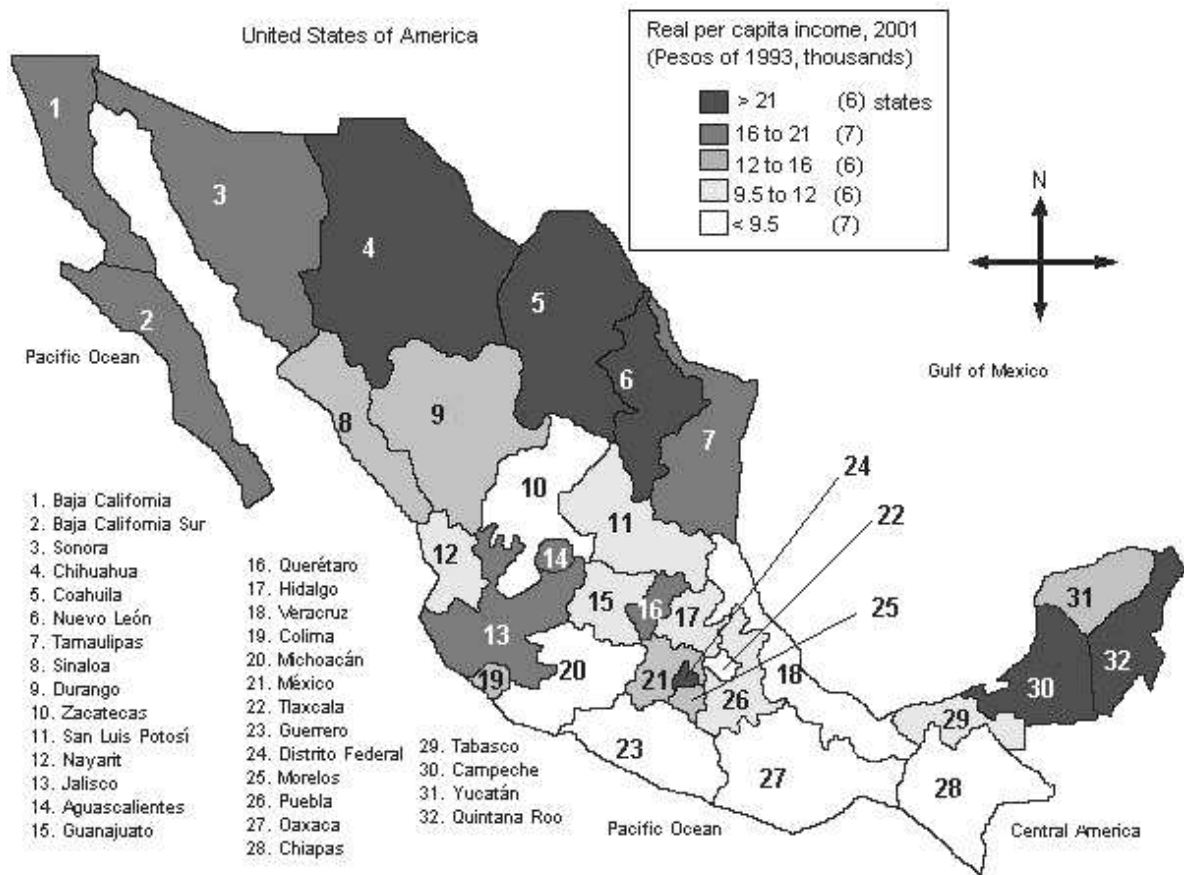 United States of America
Real per capita income, 2001
(Pesos of 1993, thousands)
> 21 (6) states
16 to 21 (7)
12 to 16 (6)
9.5 to 12 (6)
< 9.5 (7)
N
1
2
3
4
5
6
7
8
9
10
11
12
13
14
15
16
17
18
19
20
21
22
23
24
25
26
27
28
29
30
31
32
Pacific Ocean
Gulf of Mexico
Pacific Ocean
Central America
1. Baja California
2. Baja California Sur
3. Sonora
4. Chihuahua
5. Coahuila
6. Nuevo León
7. Tamaulipas
8. Sinaloa
9. Durango
10. Zacatecas
11. San Luis Potosí
12. Nayarit
13. Jalisco
14. Aguascalientes
15. Guanajuato
16. Querétaro
17. Hidalgo
18. Veracruz
19. Colima
20. Michoacán
21. México
22. Tlaxcala
23. Guerrero
24. Distrito Federal
25. Morelos
26. Puebla
27. Oaxaca
28. Chiapas
29. Tabasco
30. Campeche
31. Yucatán
32. Quintana Roo